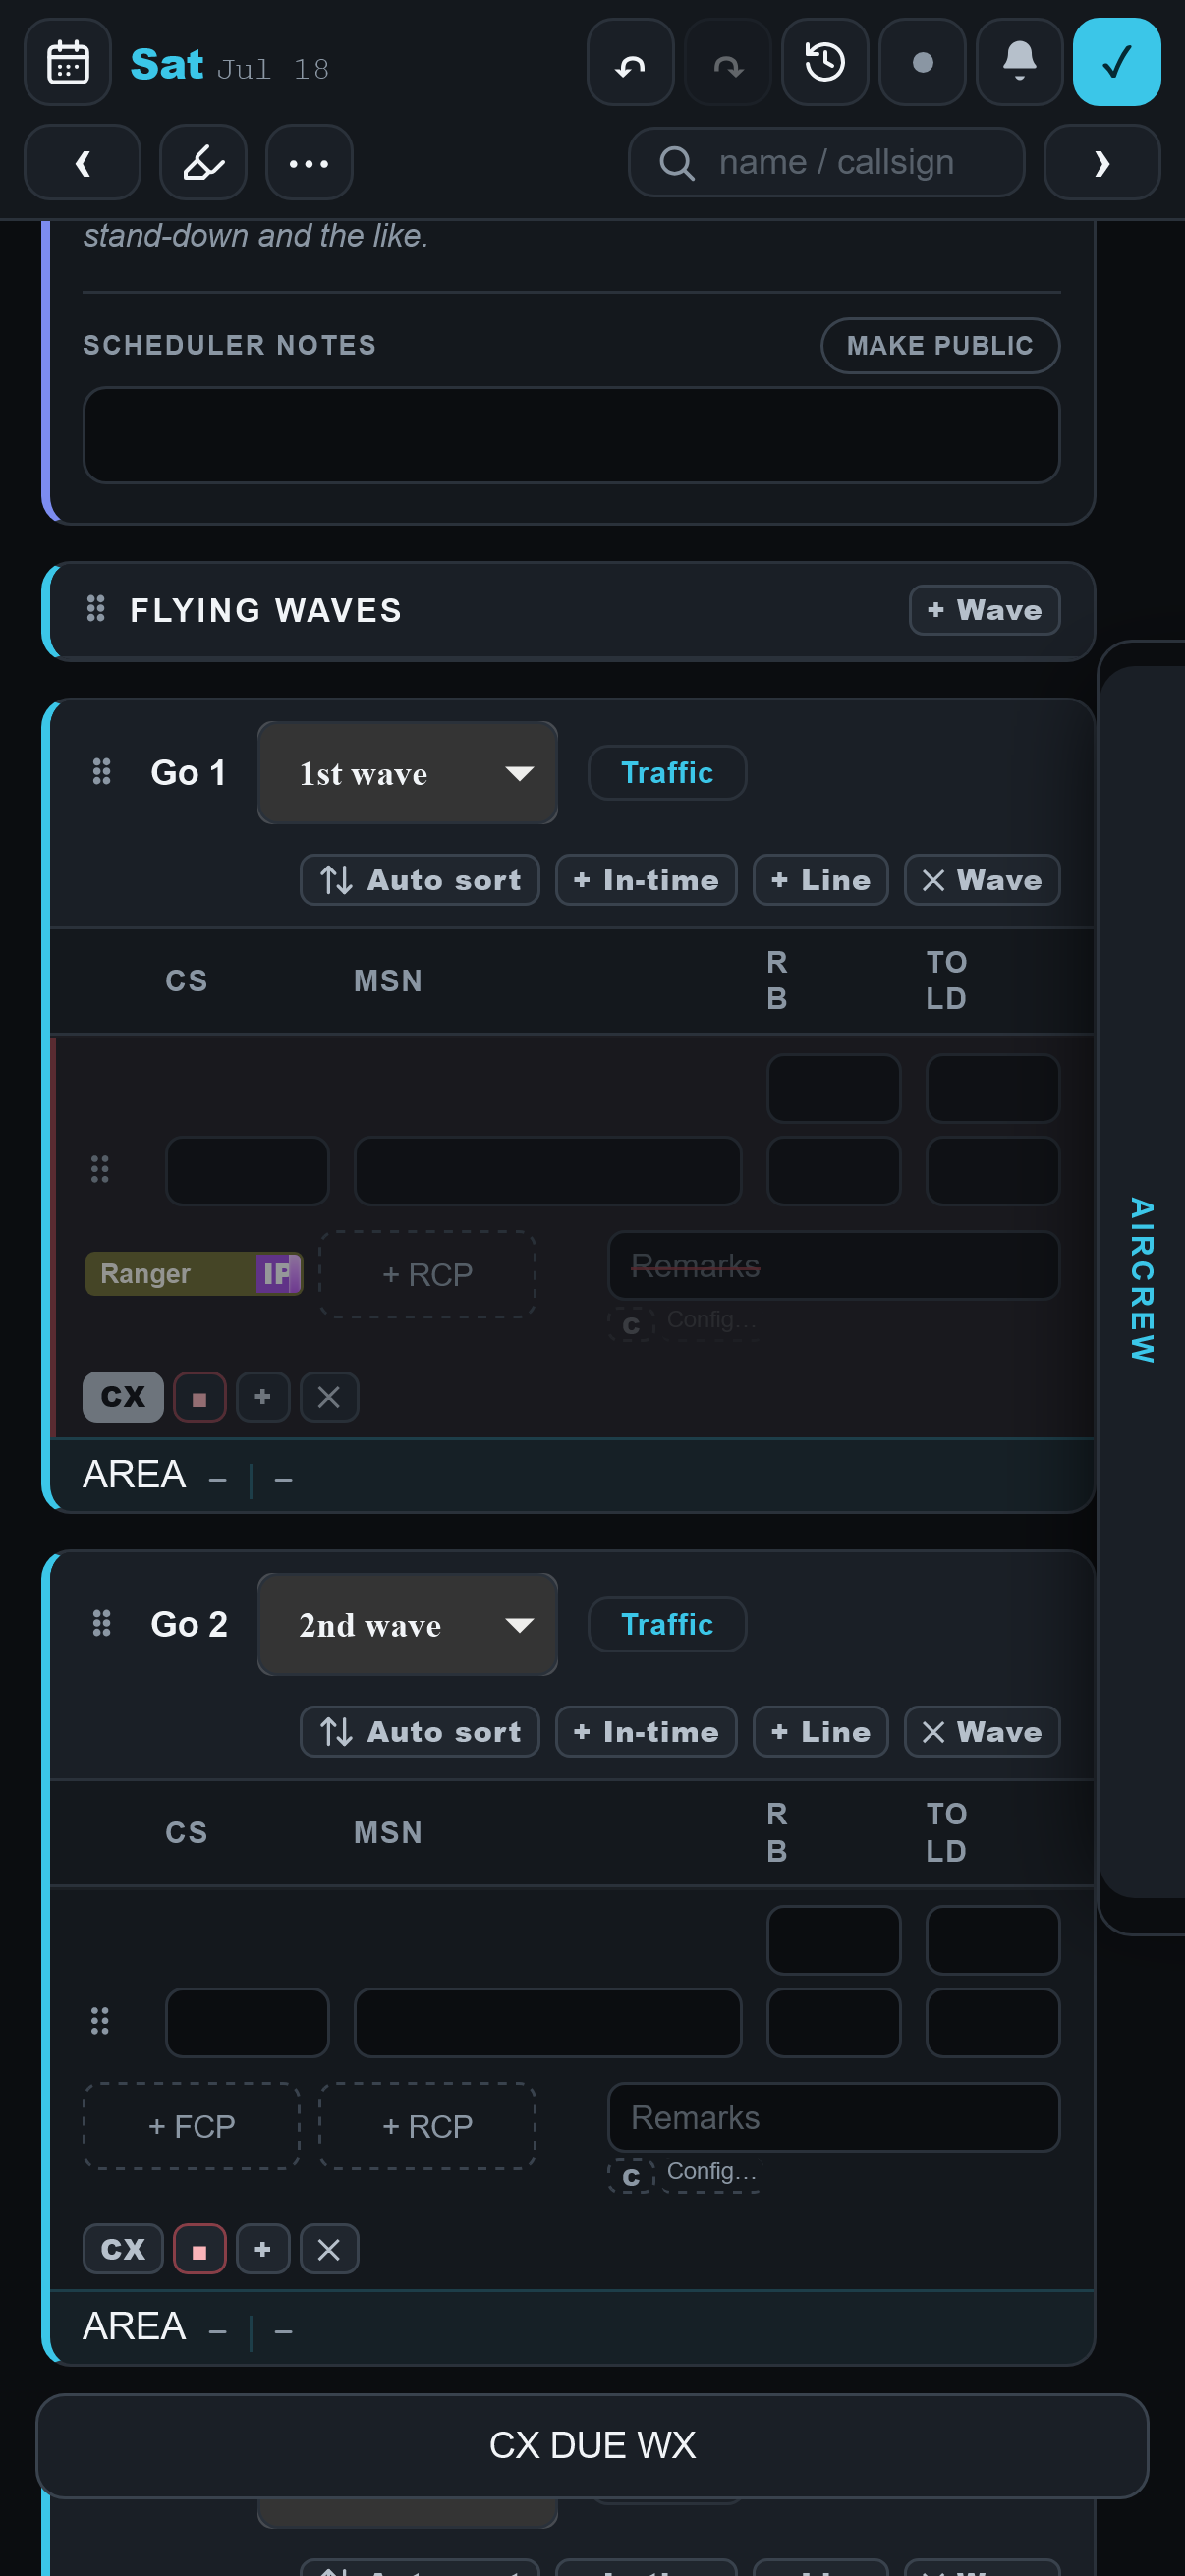 Sat Jul 18
name / callsign
stand-down and the like.
SCHEDULER NOTES
MAKE PUBLIC
FLYING WAVES
+ Wave
Go 1
1st wave
Traffic
Auto sort
+ In-time
+ Line
× Wave
CS
MSN
R
B
TO
LD
Ranger
IP
+ RCP
Remarks
C
Config...
CX
+
×
AREA – | –
AIRCREW
Go 2
2nd wave
Traffic
Auto sort
+ In-time
+ Line
× Wave
CS
MSN
R
B
TO
LD
+ FCP
+ RCP
Remarks
C
Config...
CX
+
×
AREA – | –
CX DUE WX